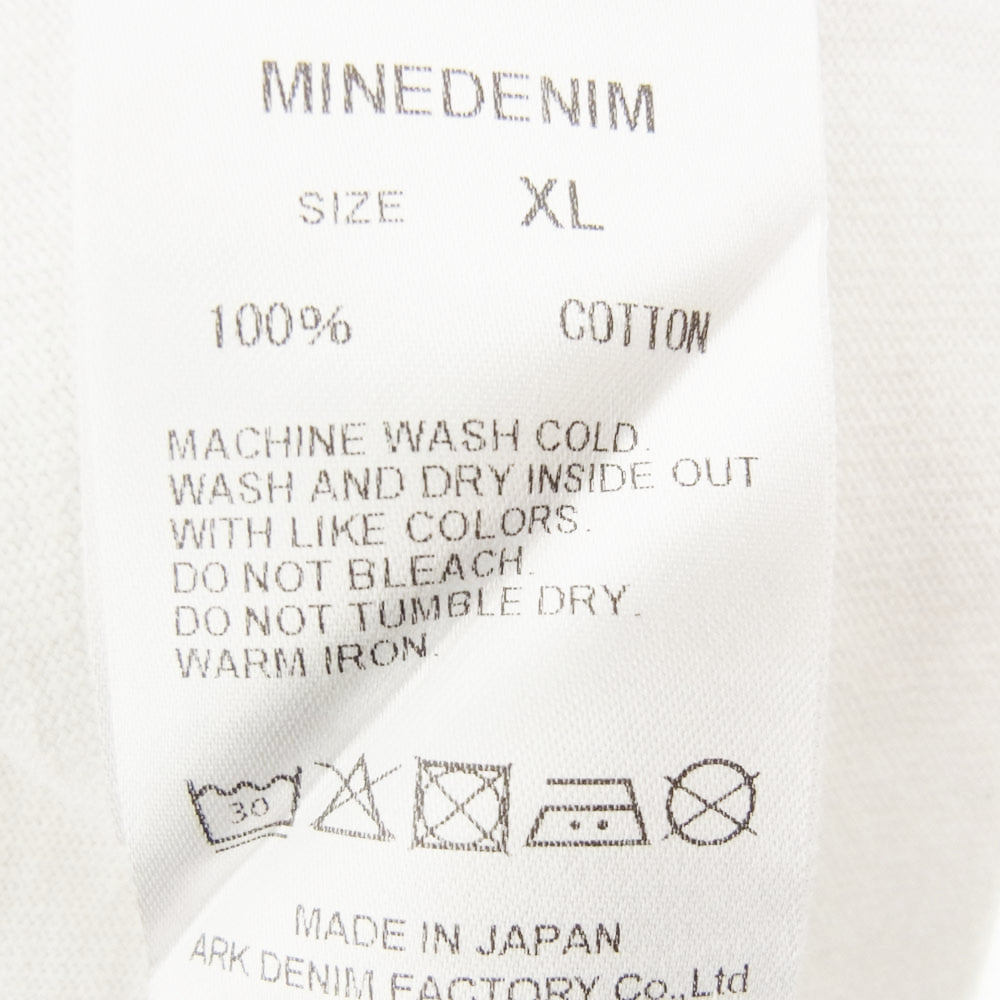 MINEDENIM
SIZE XL
100% COTTON
MACHINE WASH COLD.
WASH AND DRY INSIDE OUT
WITH LIKE COLORS.
DO NOT BLEACH.
DO NOT TUMBLE DRY.
WARM IRON.
30
MADE IN JAPAN
ARK DENIM FACTORY Co.,Ltd